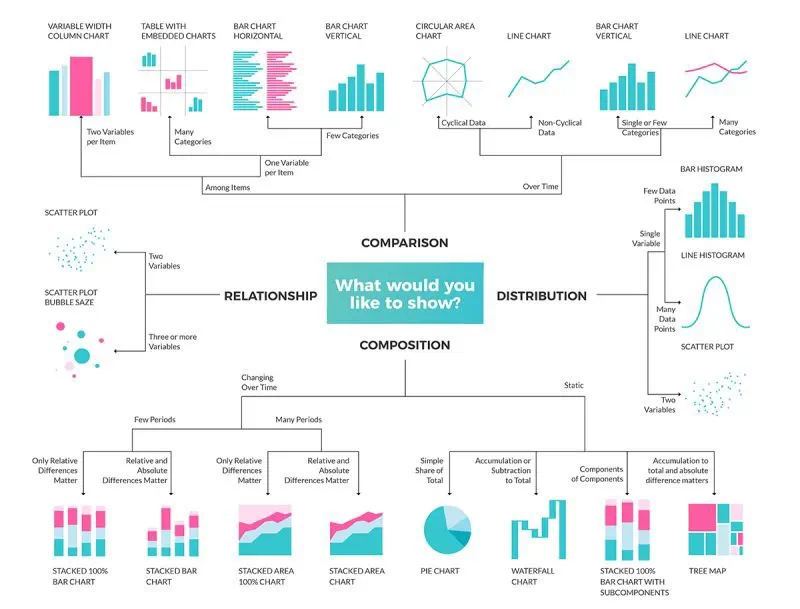 VARIABLE WIDTH
COLUMN CHART
TABLE WITH
EMBEDDED CHARTS
BAR CHART
HORIZONTAL
BAR CHART
VERTICAL
CIRCULAR AREA
CHART
LINE CHART
BAR CHART
VERTICAL
LINE CHART
Two Variables
per Item
Many
Categories
Few Categories
Cyclical Data
Non-Cyclical
Data
Single or Few
Categories
Many
Categories
One Variable
per Item
Among Items
Over Time
COMPARISON
SCATTER PLOT
Two
Variables
SCATTER PLOT
BUBBLE SAZE
Three or more
Variables
RELATIONSHIP
What would you
like to show?
DISTRIBUTION
BAR HISTOGRAM
Few Data
Points
Single
Variable
LINE HISTOGRAM
Many
Data
Points
SCATTER PLOT
Two
Variables
COMPOSITION
Changing
Over Time
Static
Few Periods
Many Periods
Only Relative
Differences
Matter
Relative and
Absolute
Differences Matter
Only Relative
Differences
Matter
Relative and
Absolute
Differences Matter
Simple
Share of
Total
Accumulation or
Subtraction
to Total
Components
of Components
Accumulation to
total and absolute
difference matters
STACKED 100%
BAR CHART
STACKED BAR
CHART
STACKED AREA
100% CHART
STACKED AREA
CHART
PIE CHART
WATERFALL
CHART
STACKED 100%
BAR CHART WITH
SUBCOMPONENTS
TREE MAP